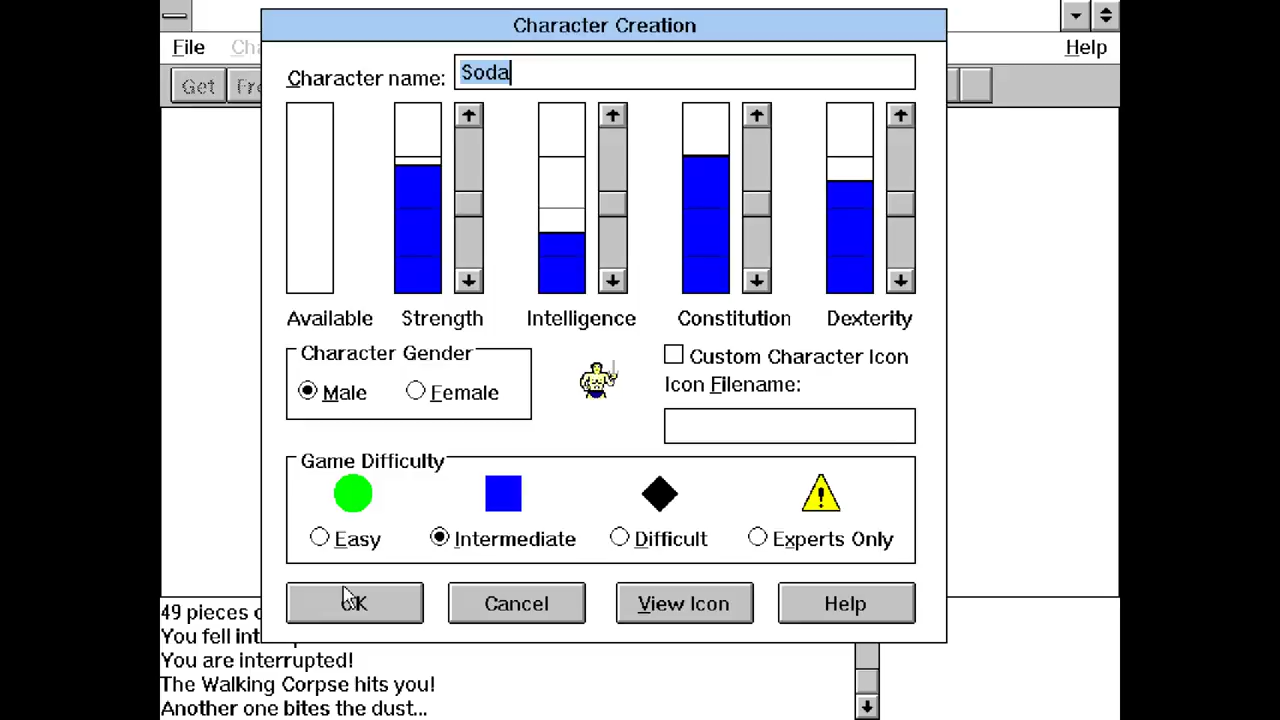 Character Creation
File Cha Help
Get Fre
Character name: Soda
Available Strength Intelligence Constitution Dexterity
Character Gender
Male Female
Custom Character Icon
Icon Filename:
Game Difficulty
Easy Intermediate Difficult Experts Only
OK Cancel View Icon Help
49 pieces
You fell int
You are interrupted!
The Walking Corpse hits you!
Another one bites the dust...